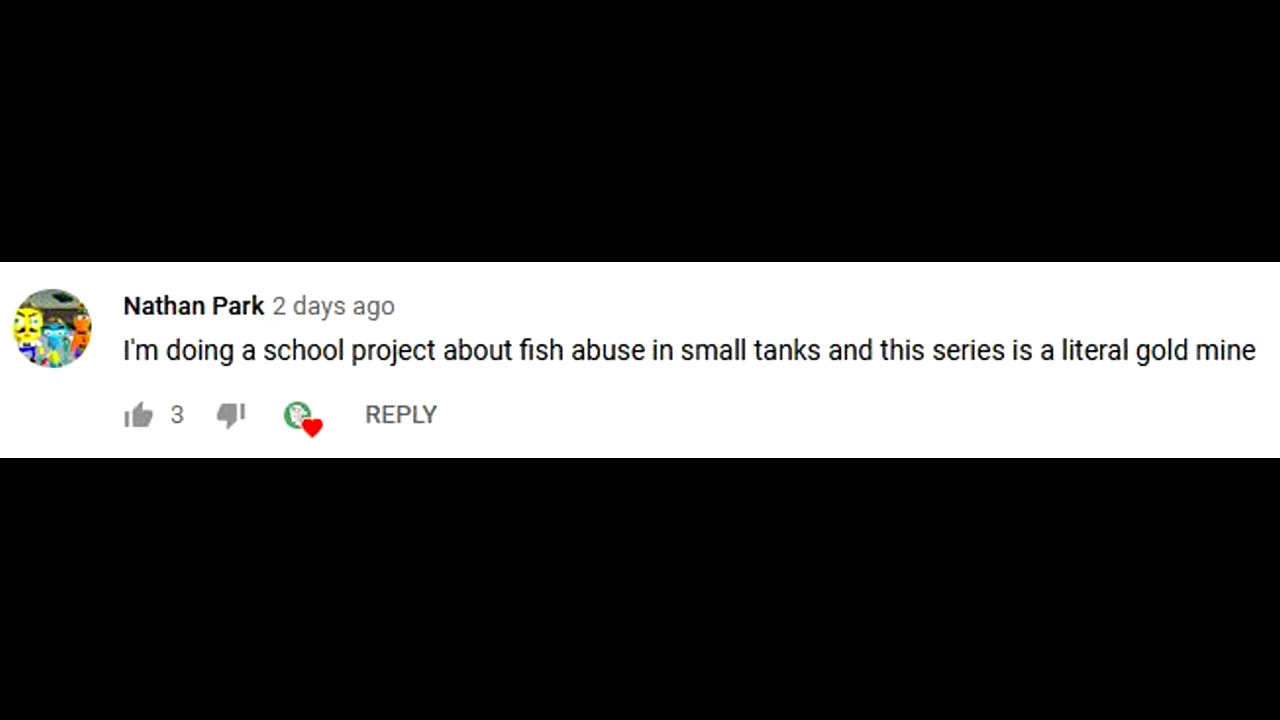 Nathan Park 2 days ago
I'm doing a school project about fish abuse in small tanks and this series is a literal gold mine
3 REPLY